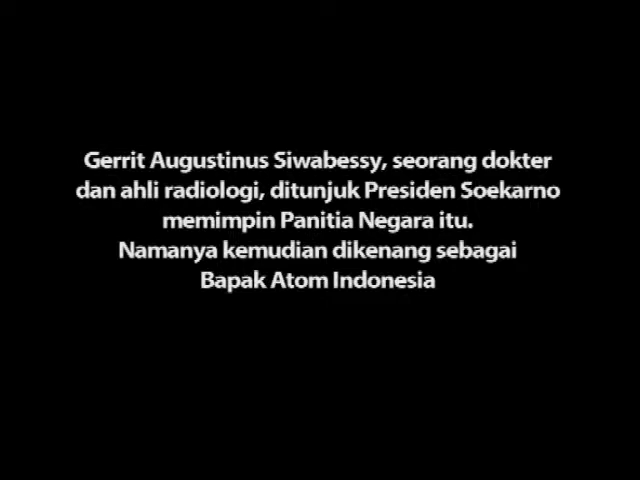 Gerrit Augustinus Siwabessy, seorang dokter
dan ahli radiologi, ditunjuk Presiden Soekarno
memimpin Panitia Negara itu.
Namanya kemudian dikenang sebagai
Bapak Atom Indonesia